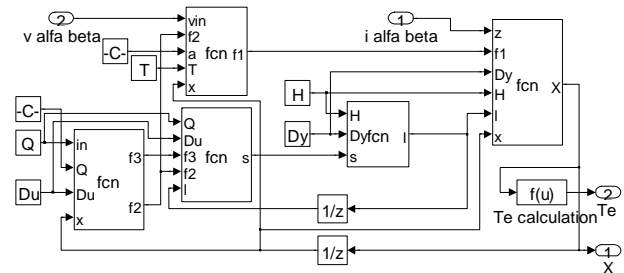 2
v alfa beta
-C-
T
vin
f2
a
T
x
fcn
f1
1
i alfa beta
z
f1
Dy
H
l
x
fcn
X
H
Dy
H
Dy
s
fcn
l
-C-
Q
Du
in
Q
Du
x
fcn
f3
f2
Q
Du
f3
f2
l
fcn
s
1/z
1/z
f(u)
Te calculation
2
Te
1
X